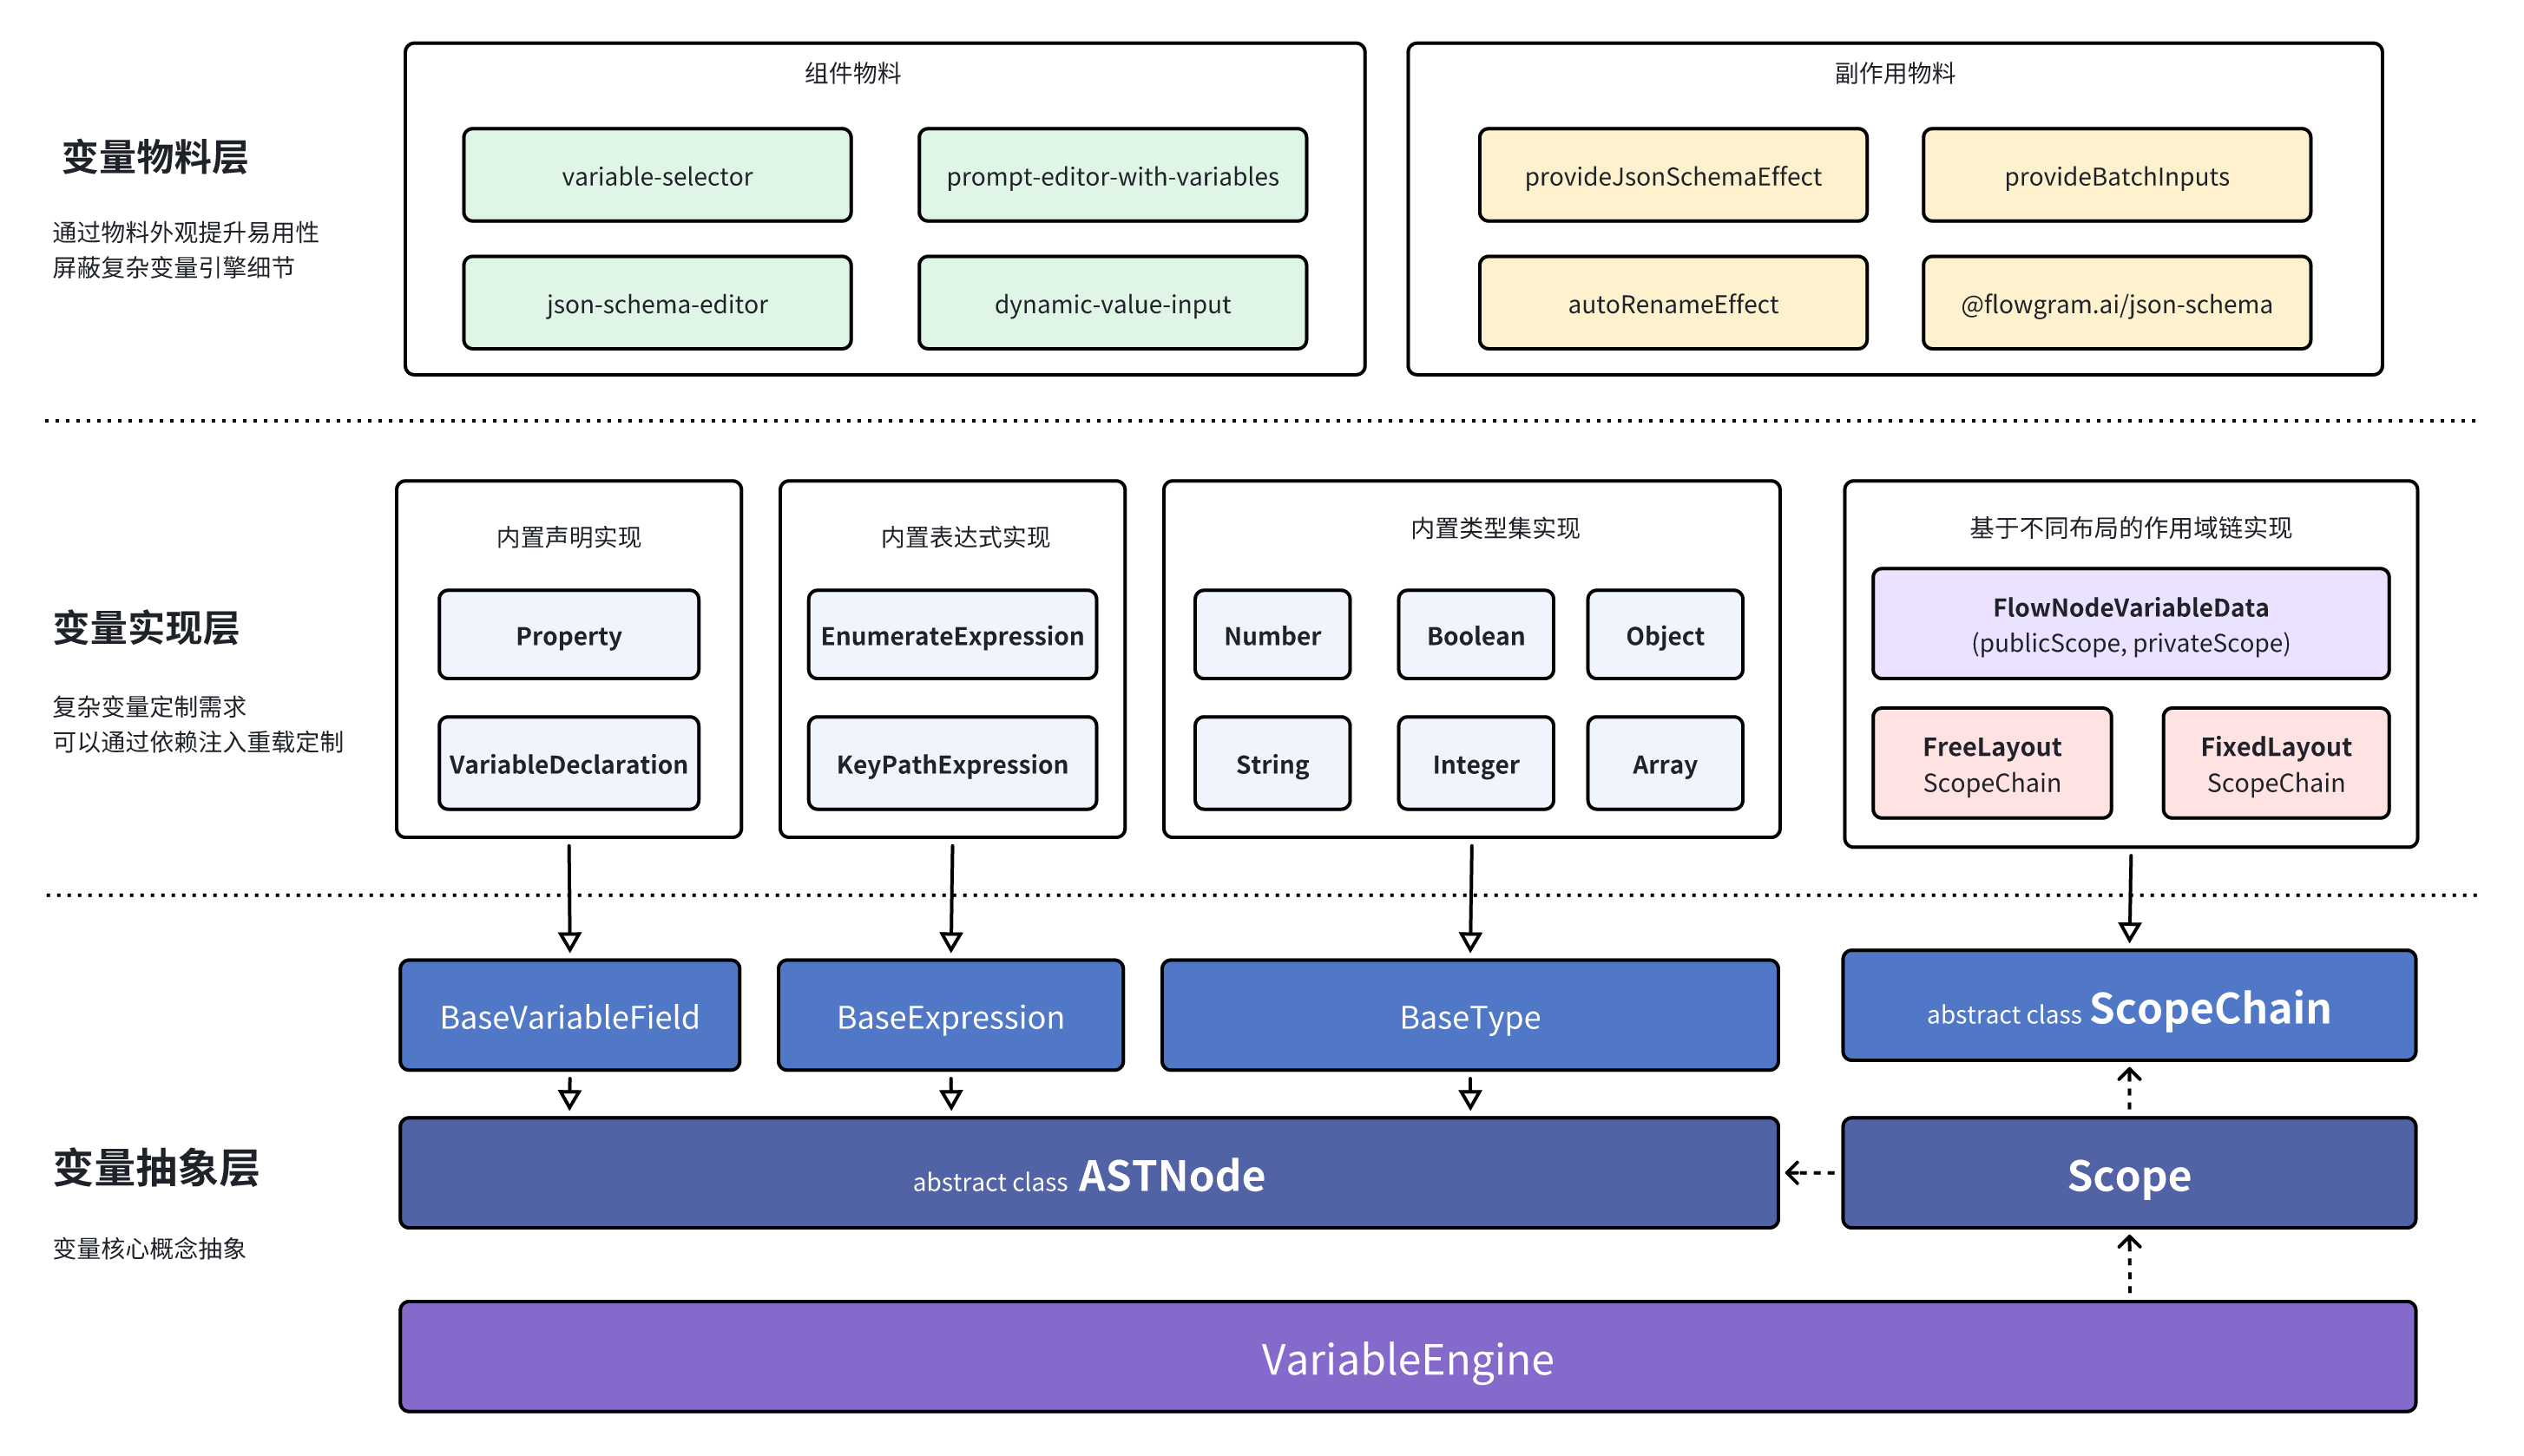 变量物料层
通过物料外观提升易用性
屏蔽复杂变量引擎细节
组件物料
variable-selector
prompt-editor-with-variables
json-schema-editor
dynamic-value-input
副作用物料
provideJsonSchemaEffect
provideBatchInputs
autoRenameEffect
@flowgram.ai/json-schema
变量实现层
复杂变量定制需求
可以通过依赖注入重载定制
内置声明实现
Property
VariableDeclaration
内置表达式实现
EnumerateExpression
KeyPathExpression
内置类型集实现
Number
Boolean
Object
String
Integer
Array
基于不同布局的作用域链实现
FlowNodeVariableData
(publicScope, privateScope)
FreeLayout
ScopeChain
FixedLayout
ScopeChain
变量抽象层
变量核心概念抽象
BaseVariableField
BaseExpression
BaseType
abstract class ScopeChain
abstract class ASTNode
Scope
VariableEngine